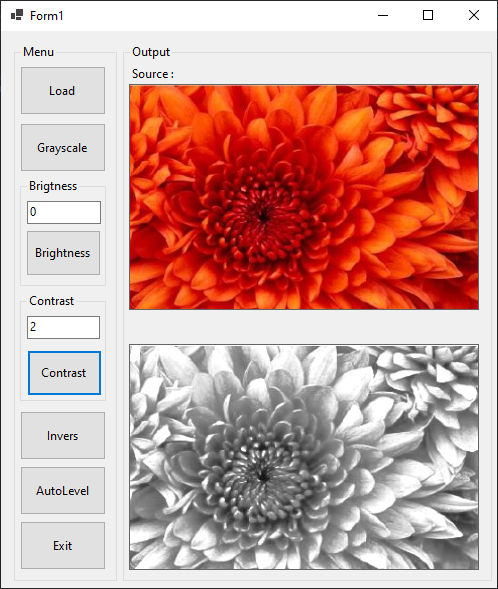 Form1
Menu
Load
Grayscale
Brigtness
0
Brightness
Contrast
2
Contrast
Invers
AutoLevel
Exit
Output
Source :